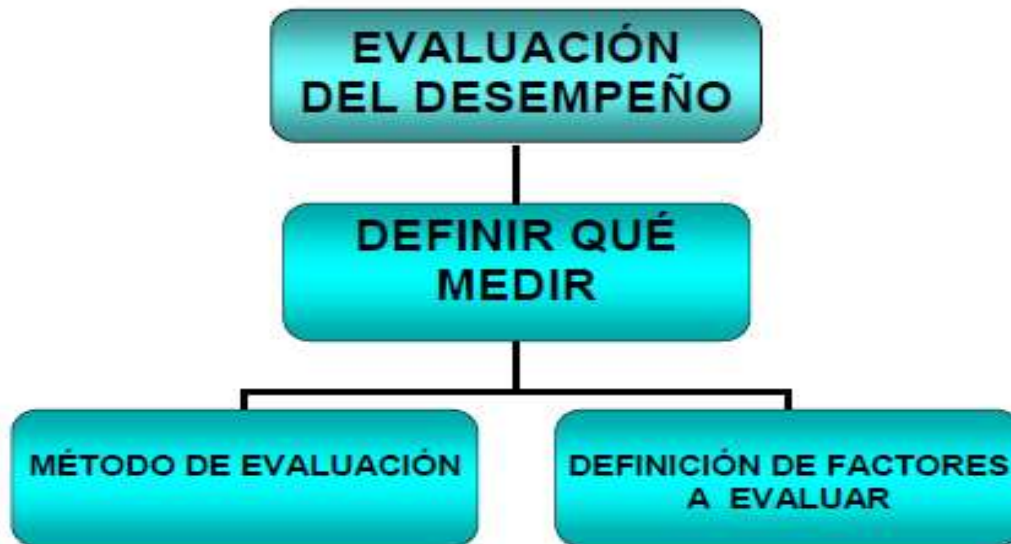 EVALUACIÓN
DEL DESEMPEÑO
DEFINIR QUÉ
MEDIR
MÉTODO DE EVALUACIÓN
DEFINICIÓN DE FACTORES
A EVALUAR